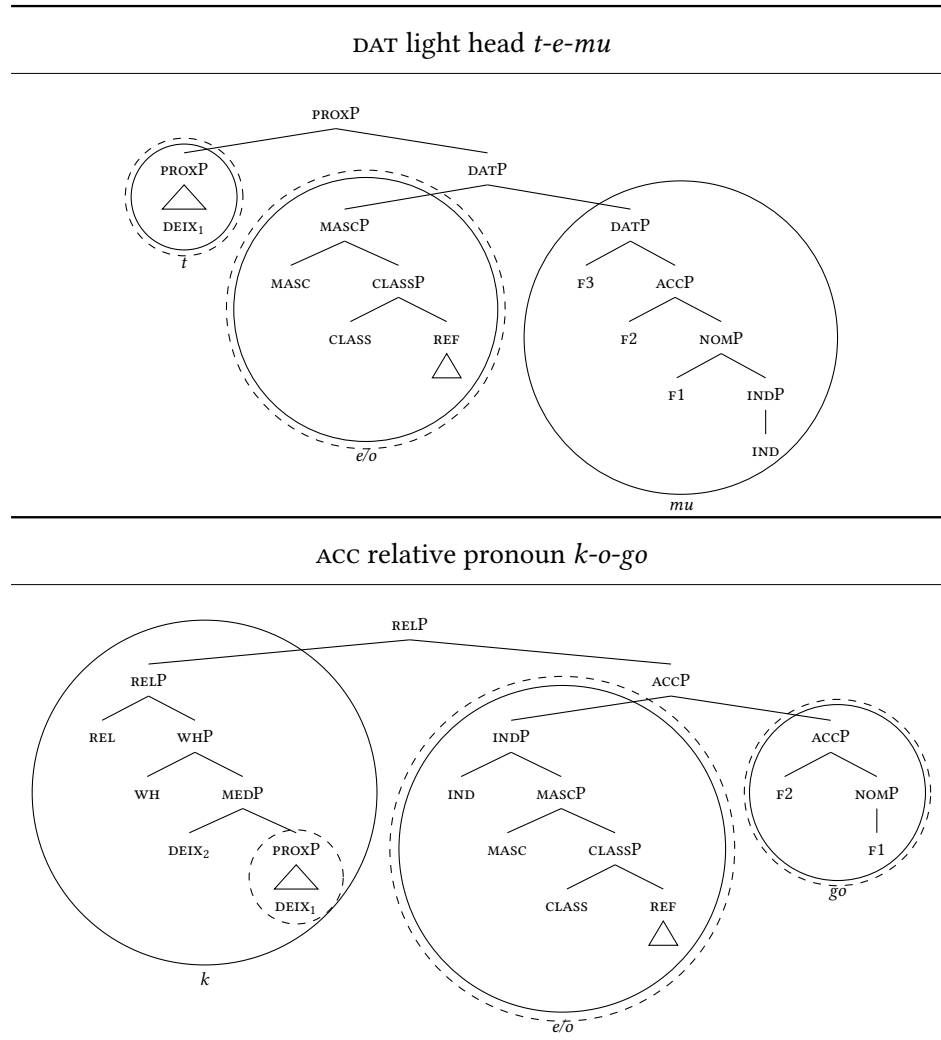 DAT light head t-e-mu
PROXP
PROXP DATP
DEIX₁ MASCP DATP
t
MASC CLASSP F3 ACCP
CLASS REF F2 NOMP
F1 INDP
IND
e/o
mu
ACC relative pronoun k-o-go
RELP
RELP ACCP
REL WHP INDP ACCP
WH MEDP IND MASCP F2 NOMP
DEIX₂ PROXP MASC CLASSP F1
go
DEIX₁ CLASS REF
k
e/o